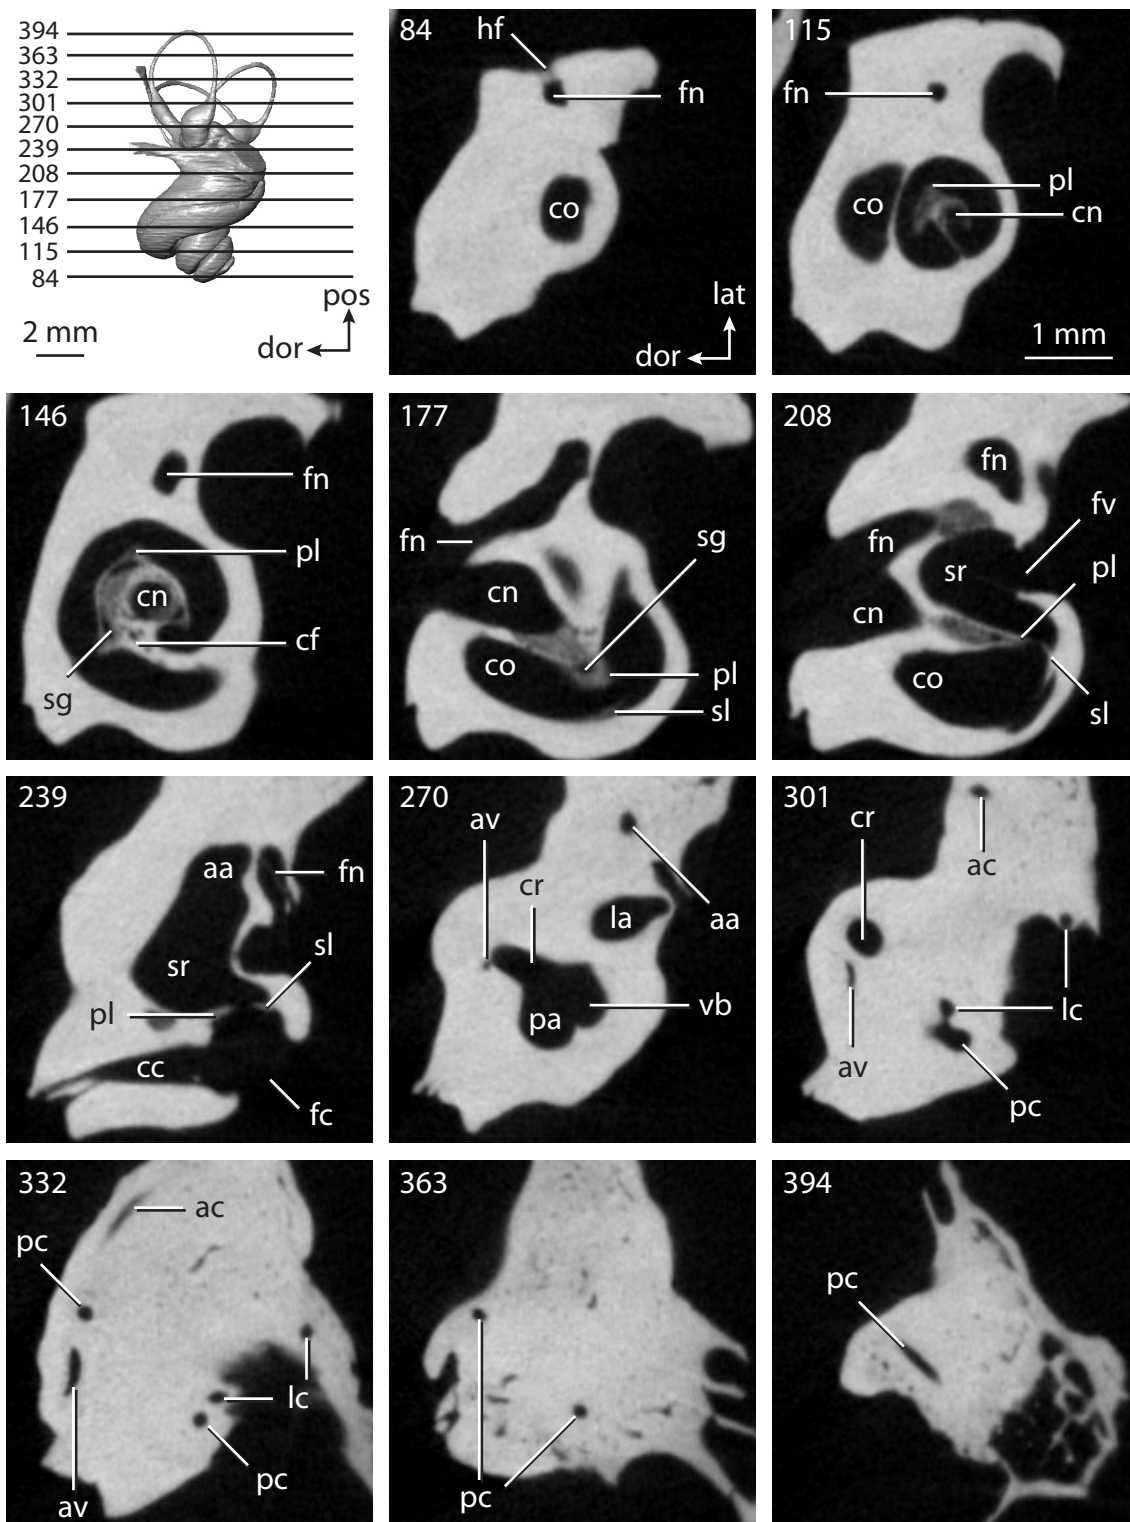 394
363
332
301
270
239
208
177
146
115
84
pos
2 mm
dor
84
hf
fn
co
lat
dor
115
fn
pl
co
cn
1 mm
146
fn
pl
cn
cf
sg
177
fn
sg
cn
co
pl
sl
208
fn
fv
fn
sr
pl
cn
co
sl
239
aa
fn
sl
sr
pl
cc
fc
270
av
cr
la
aa
vb
pa
301
cr
ac
lc
av
pc
332
ac
pc
lc
pc
av
363
pc
394
pc